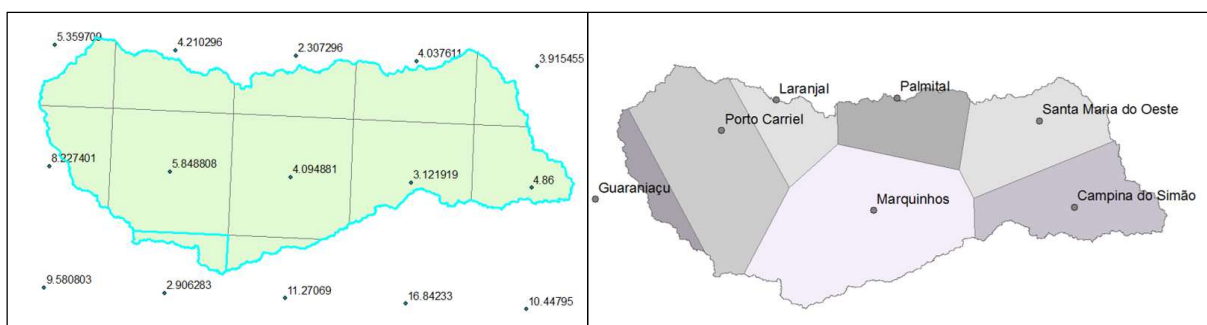 5.359709
4.210296
2.307296
4.037611
3.915455
8.227401
5.848808
4.094881
3.121919
4.86
9.580803
2.906283
11.27069
16.84233
10.44795
Laranjal
Palmital
Porto Carriel
Santa Maria do Oeste
Guaraniaçu
Marquinhos
Campina do Simão